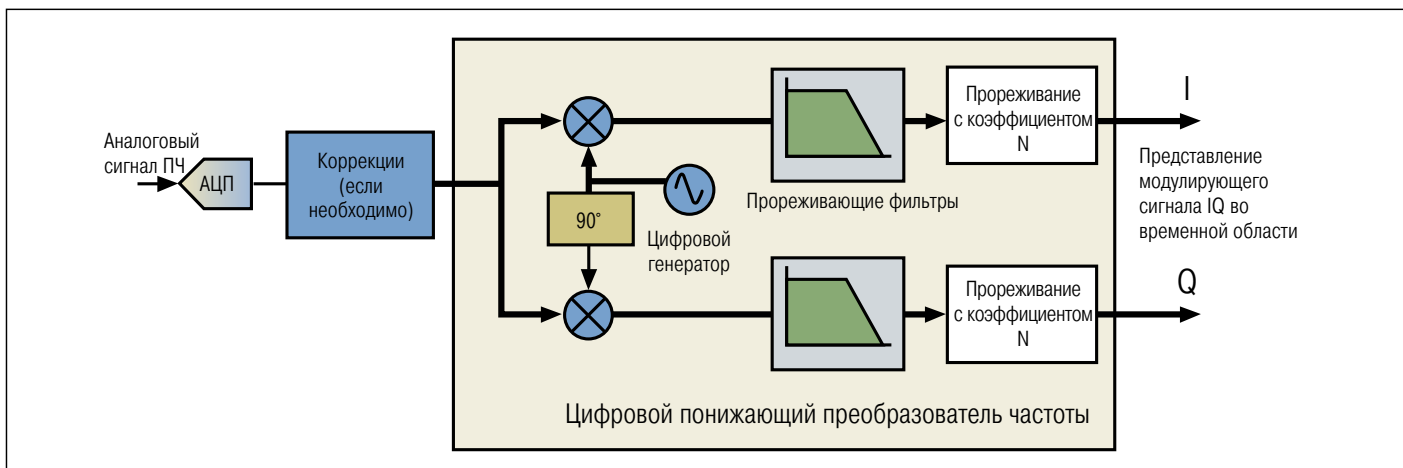 Аналоговый
сигнал ПЧ
АЦП
Коррекции
(если
необходимо)
90°
Цифровой
генератор
Прореживающие фильтры
Прореживание
с коэффициентом
N
I
Представление
модулирующего
сигнала IQ во
временной области
Прореживание
с коэффициентом
N
Q
Цифровой понижающий преобразователь частоты